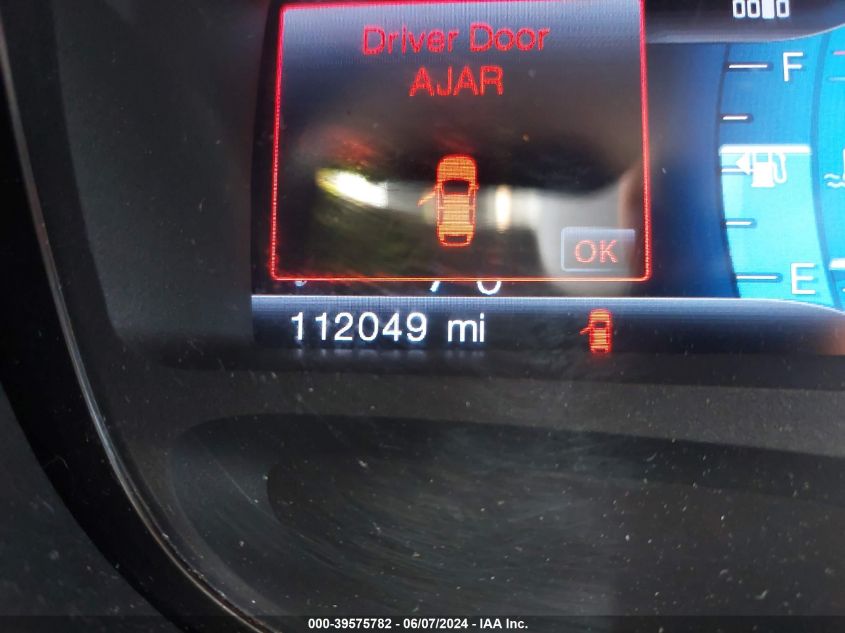 Driver Door
AJAR
F
OK
E
112049 mi
000-39575782 - 06/07/2024 - IAA Inc.